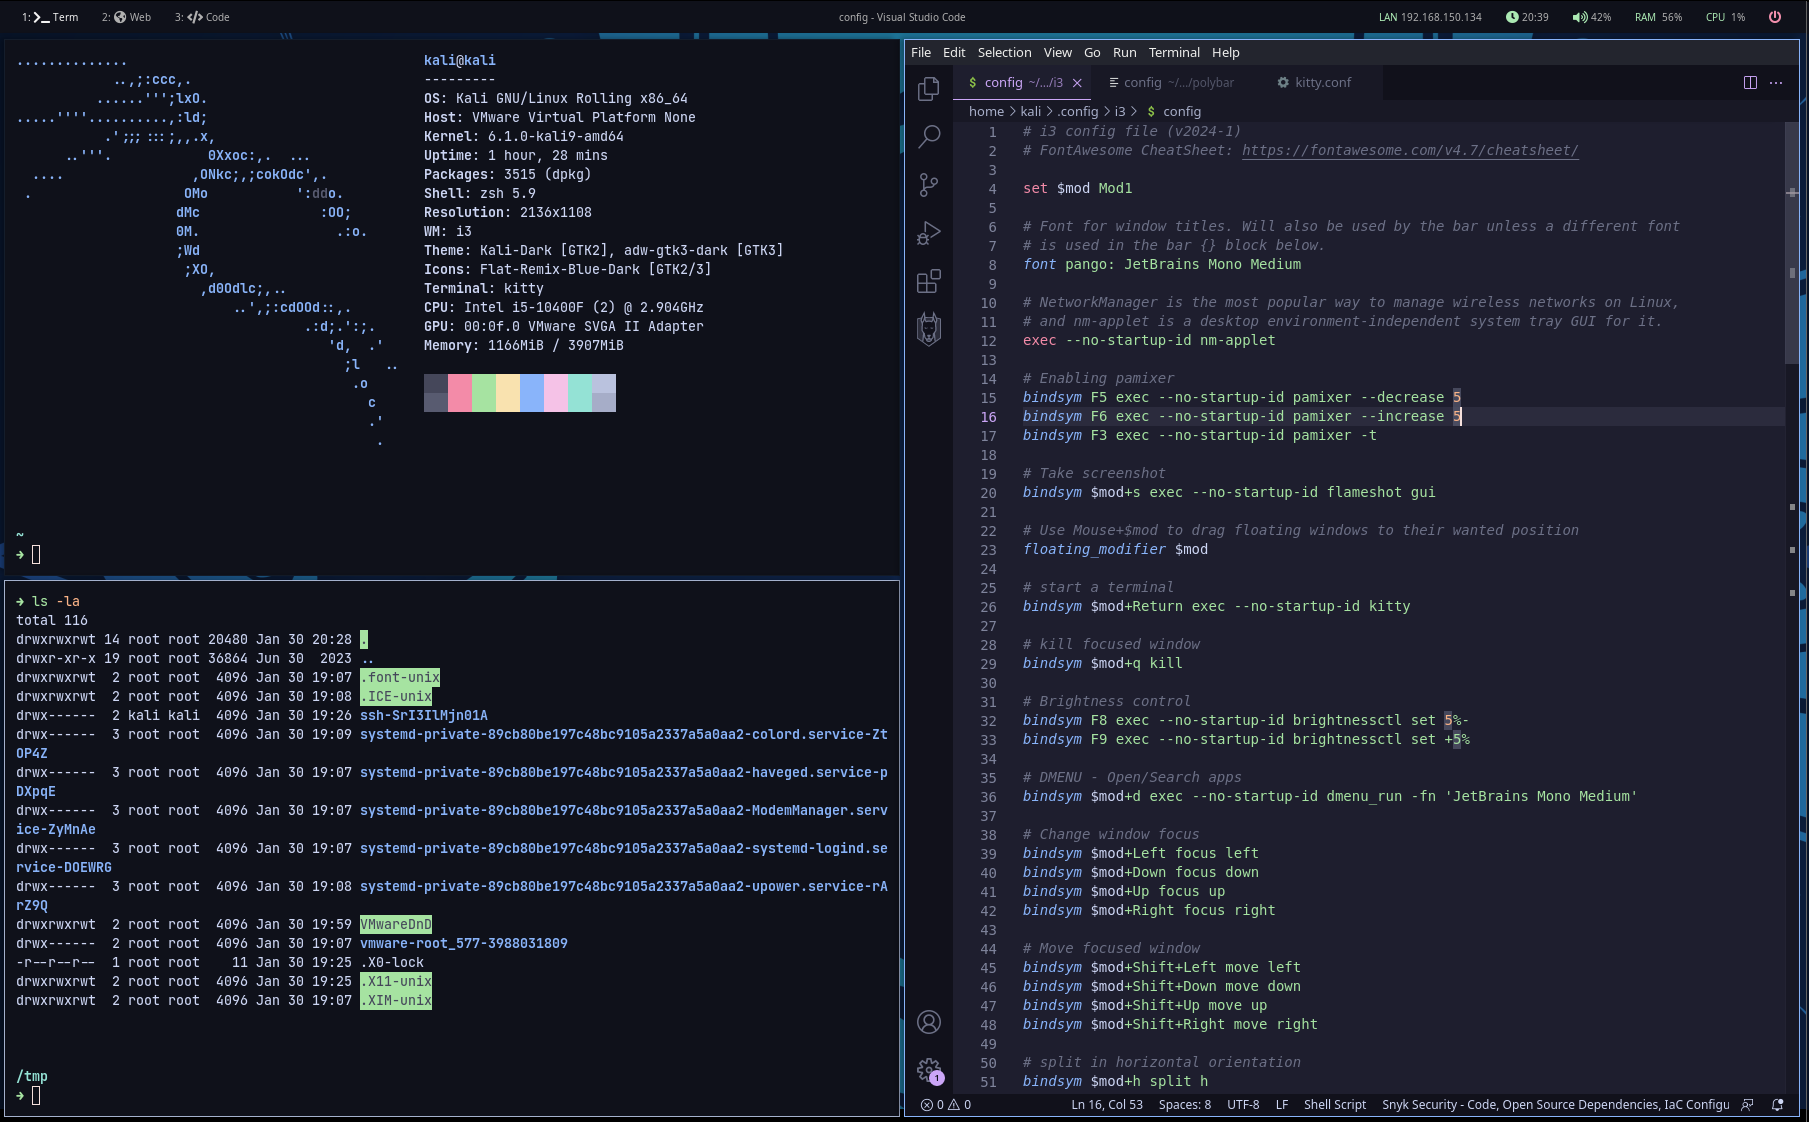 1: Term 2: Web 3: Code
config - Visual Studio Code
LAN 192.168.150.134 20:39 42% RAM 56% CPU 1%
kali@kali
---------
OS: Kali GNU/Linux Rolling x86_64
Host: VMware Virtual Platform None
Kernel: 6.1.0-kali9-amd64
Uptime: 1 hour, 28 mins
Packages: 3515 (dpkg)
Shell: zsh 5.9
Resolution: 2136x1108
WM: i3
Theme: Kali-Dark [GTK2], adw-gtk3-dark [GTK3]
Icons: Flat-Remix-Blue-Dark [GTK2/3]
Terminal: kitty
CPU: Intel i5-10400F (2) @ 2.904GHz
GPU: 00:0f.0 VMware SVGA II Adapter
Memory: 1166MiB / 3907MiB
~
➜
➜ ls -la
total 116
drwxrwxrwt 14 root root 20480 Jan 30 20:28 .
drwxr-xr-x 19 root root 36864 Jun 30  2023 ..
drwxrwxrwt  2 root root  4096 Jan 30 19:07 .font-unix
drwxrwxrwt  2 root root  4096 Jan 30 19:08 .ICE-unix
drwx------  2 kali kali  4096 Jan 30 19:26 ssh-SrI3IlMjn01A
drwx------  3 root root  4096 Jan 30 19:09 systemd-private-89cb80be197c48bc9105a2337a5a0aa2-colord.service-Zt
OP4Z
drwx------  3 root root  4096 Jan 30 19:07 systemd-private-89cb80be197c48bc9105a2337a5a0aa2-haveged.service-p
DXpqE
drwx------  3 root root  4096 Jan 30 19:07 systemd-private-89cb80be197c48bc9105a2337a5a0aa2-ModemManager.serv
ice-ZyMnAe
drwx------  3 root root  4096 Jan 30 19:07 systemd-private-89cb80be197c48bc9105a2337a5a0aa2-systemd-logind.se
rvice-DOEWRG
drwx------  3 root root  4096 Jan 30 19:08 systemd-private-89cb80be197c48bc9105a2337a5a0aa2-upower.service-rA
rZ9Q
drwxrwxrwt  2 root root  4096 Jan 30 19:59 VMwareDnD
drwx------  2 root root  4096 Jan 30 19:07 vmware-root_577-3988031809
-r--r--r--  1 root root    11 Jan 30 19:25 .X0-lock
drwxrwxrwt  2 root root  4096 Jan 30 19:25 .X11-unix
drwxrwxrwt  2 root root  4096 Jan 30 19:07 .XIM-unix
/tmp
➜
File Edit Selection View Go Run Terminal Help
$ config ~/.../i3 config ~/.../polybar kitty.conf
home > kali > .config > i3 > $ config
1 # i3 config file (v2024-1)
2 # FontAwesome CheatSheet: https://fontawesome.com/v4.7/cheatsheet/
3
4 set $mod Mod1
5
6 # Font for window titles. Will also be used by the bar unless a different font
7 # is used in the bar {} block below.
8 font pango: JetBrains Mono Medium
9
10 # NetworkManager is the most popular way to manage wireless networks on Linux,
11 # and nm-applet is a desktop environment-independent system tray GUI for it.
12 exec --no-startup-id nm-applet
13
14 # Enabling pamixer
15 bindsym F5 exec --no-startup-id pamixer --decrease 5
16 bindsym F6 exec --no-startup-id pamixer --increase 5
17 bindsym F3 exec --no-startup-id pamixer -t
18
19 # Take screenshot
20 bindsym $mod+s exec --no-startup-id flameshot gui
21
22 # Use Mouse+$mod to drag floating windows to their wanted position
23 floating_modifier $mod
24
25 # start a terminal
26 bindsym $mod+Return exec --no-startup-id kitty
27
28 # kill focused window
29 bindsym $mod+q kill
30
31 # Brightness control
32 bindsym F8 exec --no-startup-id brightnessctl set 5%-
33 bindsym F9 exec --no-startup-id brightnessctl set +5%
34
35 # DMENU - Open/Search apps
36 bindsym $mod+d exec --no-startup-id dmenu_run -fn 'JetBrains Mono Medium'
37
38 # Change window focus
39 bindsym $mod+Left focus left
40 bindsym $mod+Down focus down
41 bindsym $mod+Up focus up
42 bindsym $mod+Right focus right
43
44 # Move focused window
45 bindsym $mod+Shift+Left move left
46 bindsym $mod+Shift+Down move down
47 bindsym $mod+Shift+Up move up
48 bindsym $mod+Shift+Right move right
49
50 # split in horizontal orientation
51 bindsym $mod+h split h
1
0 0 Ln 16, Col 53 Spaces: 8 UTF-8 LF Shell Script Snyk Security - Code, Open Source Dependencies, IaC Configu